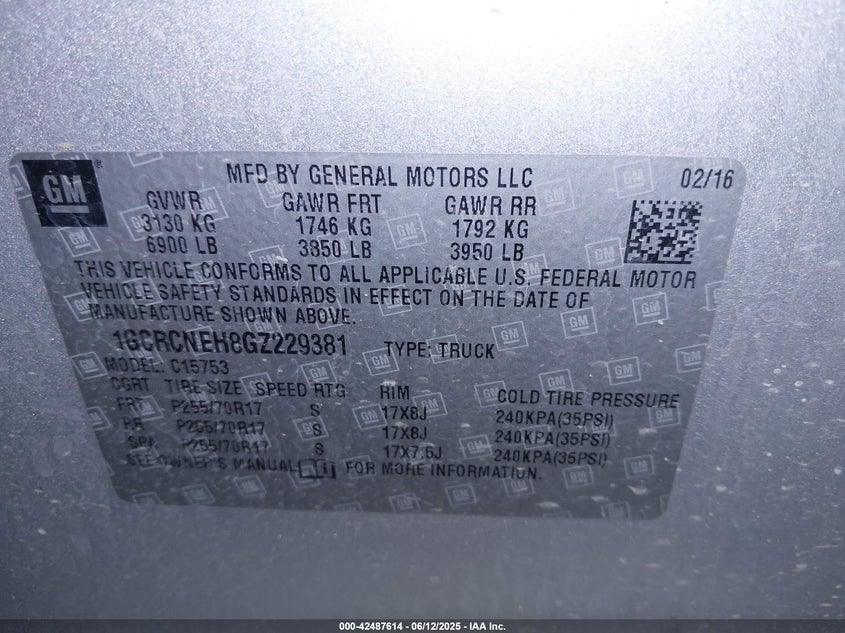 GM ®
MFD BY GENERAL MOTORS LLC 02/16
GVWR GAWR FRT GAWR RR
3130 KG 1746 KG 1792 KG
6900 LB 3850 LB 3950 LB
THIS VEHICLE CONFORMS TO ALL APPLICABLE U.S. FEDERAL MOTOR
VEHICLE SAFETY STANDARDS IN EFFECT ON THE DATE OF
MANUFACTURE SHOWN ABOVE.
1GCRCNEH8GZ229381 TYPE: TRUCK
MODEL: C15753
CGRT TIRE SIZE SPEED RTG RIM COLD TIRE PRESSURE
FRT P255/70R17 S 17X8J 240KPA(35PSI)
RR P255/70R17 S 17X8J 240KPA(35PSI)
SPA P255/70R17 S 17X7.5J 240KPA(35PSI)
SEE OWNER'S MANUAL FOR MORE INFORMATION.
000-42487614 - 06/12/2025 - IAA Inc.